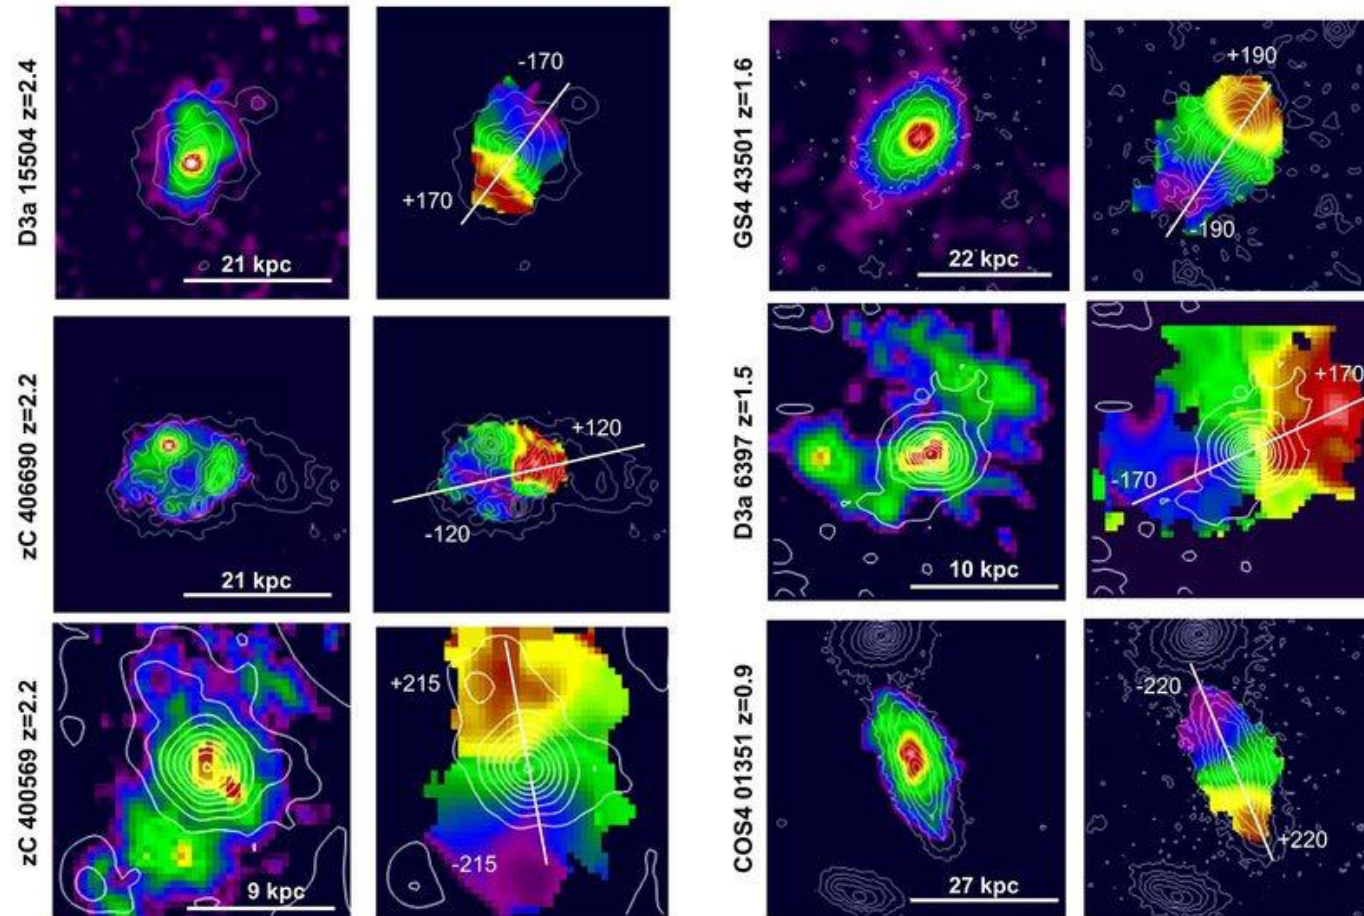 D3a 15504 z=2.4
21 kpc
-170
+170
zC 406690 z=2.2
21 kpc
+120
-120
zC 400569 z=2.2
9 kpc
+215
-215
GS4 43501 z=1.6
22 kpc
+190
-190
D3a 6397 z=1.5
10 kpc
+170
-170
COS4 01351 z=0.9
27 kpc
-220
+220